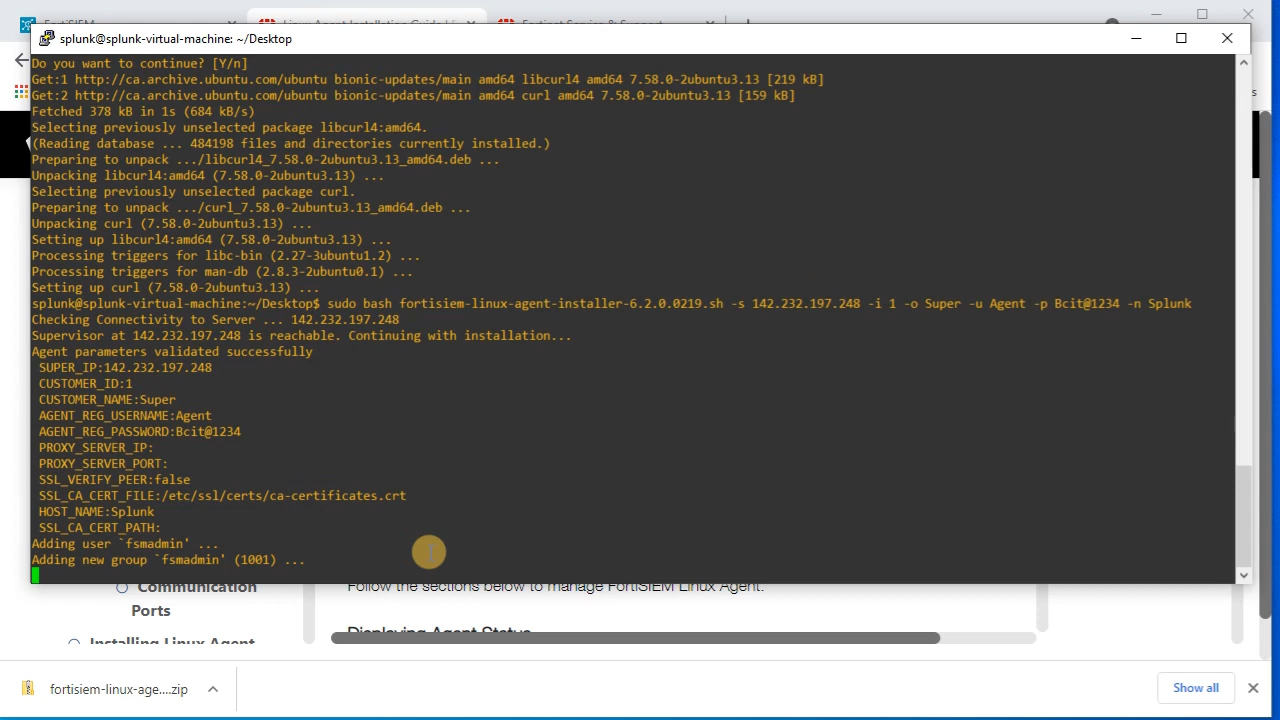 FortiSIEM
Linux Agent Installation Guide Li
Fortinet Service & Support
splunk@splunk-virtual-machine: ~/Desktop
Do you want to continue? [Y/n]
Get:1 http://ca.archive.ubuntu.com/ubuntu bionic-updates/main amd64 libcurl4 amd64 7.58.0-2ubuntu3.13 [219 kB]
Get:2 http://ca.archive.ubuntu.com/ubuntu bionic-updates/main amd64 curl amd64 7.58.0-2ubuntu3.13 [159 kB]
Fetched 378 kB in 1s (684 kB/s)
Selecting previously unselected package libcurl4:amd64.
(Reading database ... 484198 files and directories currently installed.)
Preparing to unpack .../libcurl4_7.58.0-2ubuntu3.13_amd64.deb ...
Unpacking libcurl4:amd64 (7.58.0-2ubuntu3.13) ...
Selecting previously unselected package curl.
Preparing to unpack .../curl_7.58.0-2ubuntu3.13_amd64.deb ...
Unpacking curl (7.58.0-2ubuntu3.13) ...
Setting up libcurl4:amd64 (7.58.0-2ubuntu3.13) ...
Processing triggers for libc-bin (2.27-3ubuntu1.2) ...
Processing triggers for man-db (2.8.3-2ubuntu0.1) ...
Setting up curl (7.58.0-2ubuntu3.13) ...
splunk@splunk-virtual-machine:~/Desktop$ sudo bash fortisiem-linux-agent-installer-6.2.0.0219.sh -s 142.232.197.248 -i 1 -o Super -u Agent -p Bcit@1234 -n Splunk
Checking Connectivity to Server ... 142.232.197.248
Supervisor at 142.232.197.248 is reachable. Continuing with installation...
Agent parameters validated successfully
SUPER_IP:142.232.197.248
CUSTOMER_ID:1
CUSTOMER_NAME:Super
AGENT_REG_USERNAME:Agent
AGENT_REG_PASSWORD:Bcit@1234
PROXY_SERVER_IP:
PROXY_SERVER_PORT:
SSL_VERIFY_PEER:false
SSL_CA_CERT_FILE:/etc/ssl/certs/ca-certificates.crt
HOST_NAME:Splunk
SSL_CA_CERT_PATH:
Adding user `fsmadmin' ...
Adding new group `fsmadmin' (1001) ...
Communication
Ports
Installing Linux Agent
Follow the sections below to manage FortiSIEM Linux Agent.
Displaying Agent Status
fortisiem-linux-age....zip
Show all